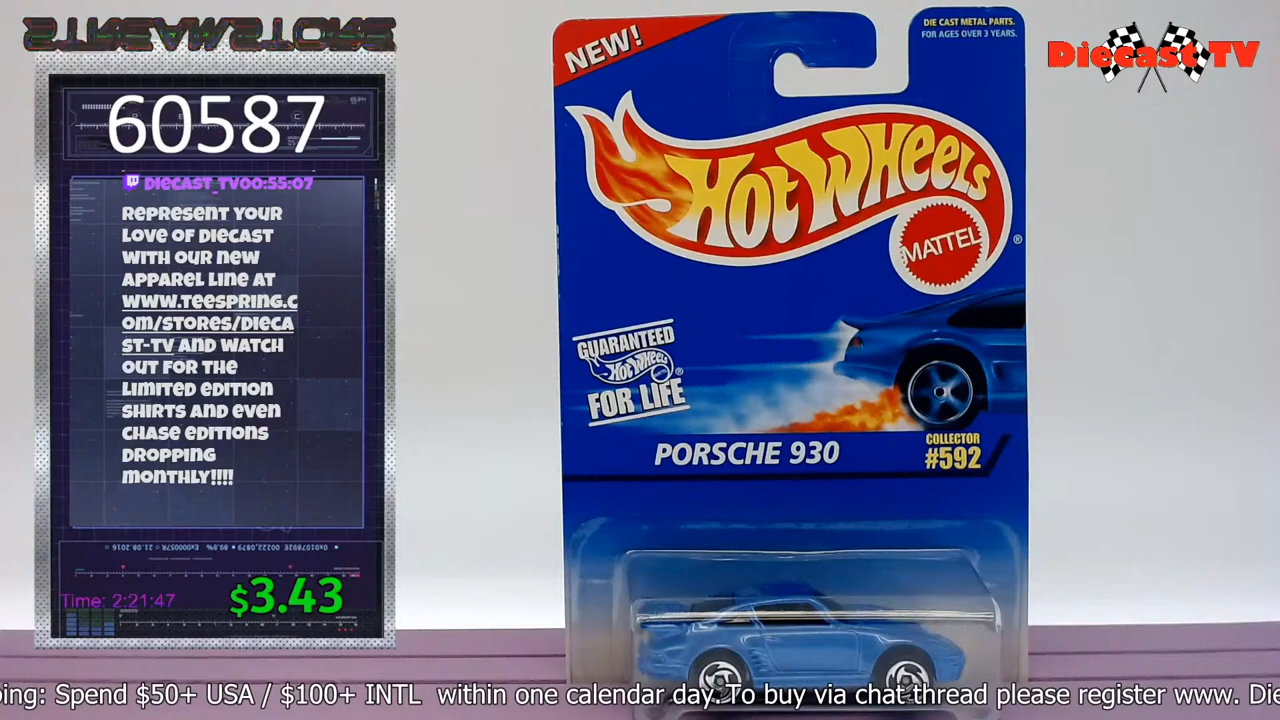 60587
DIECAST_TV00:55:07
REPRESENT YOUR
LOVE OF DIECAST
WITH OUR NEW
APPAREL LINE AT
WWW.TEESPRING.C
OM/STORES/DIECA
ST-TV AND WATCH
OUT FOR THE
LIMITED EDITION
SHIRTS AND EVEN
CHASE EDITIONS
DROPPING
MONTHLY!!!!
Time: 2:21:47
$3.43
NEW!
DIE CAST METAL PARTS.
FOR AGES OVER 3 YEARS.
Diecast TV
HOT WHEELS
MATTEL
®
GUARANTEED
HOT WHEELS ®
FOR LIFE
PORSCHE 930
COLLECTOR
#592
ping: Spend $50+ USA / $100+ INTL within one calendar day. To buy via chat thread please register www. Die